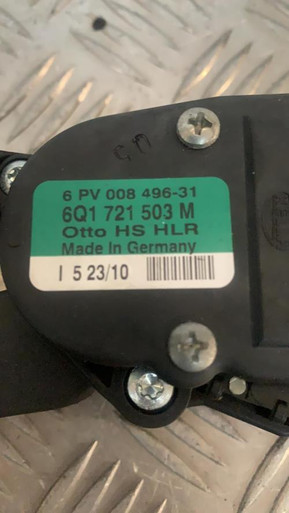 6 PV 008 496-31
6Q1 721 503 M
Otto HS HLR
Made In Germany
I 5 23/10